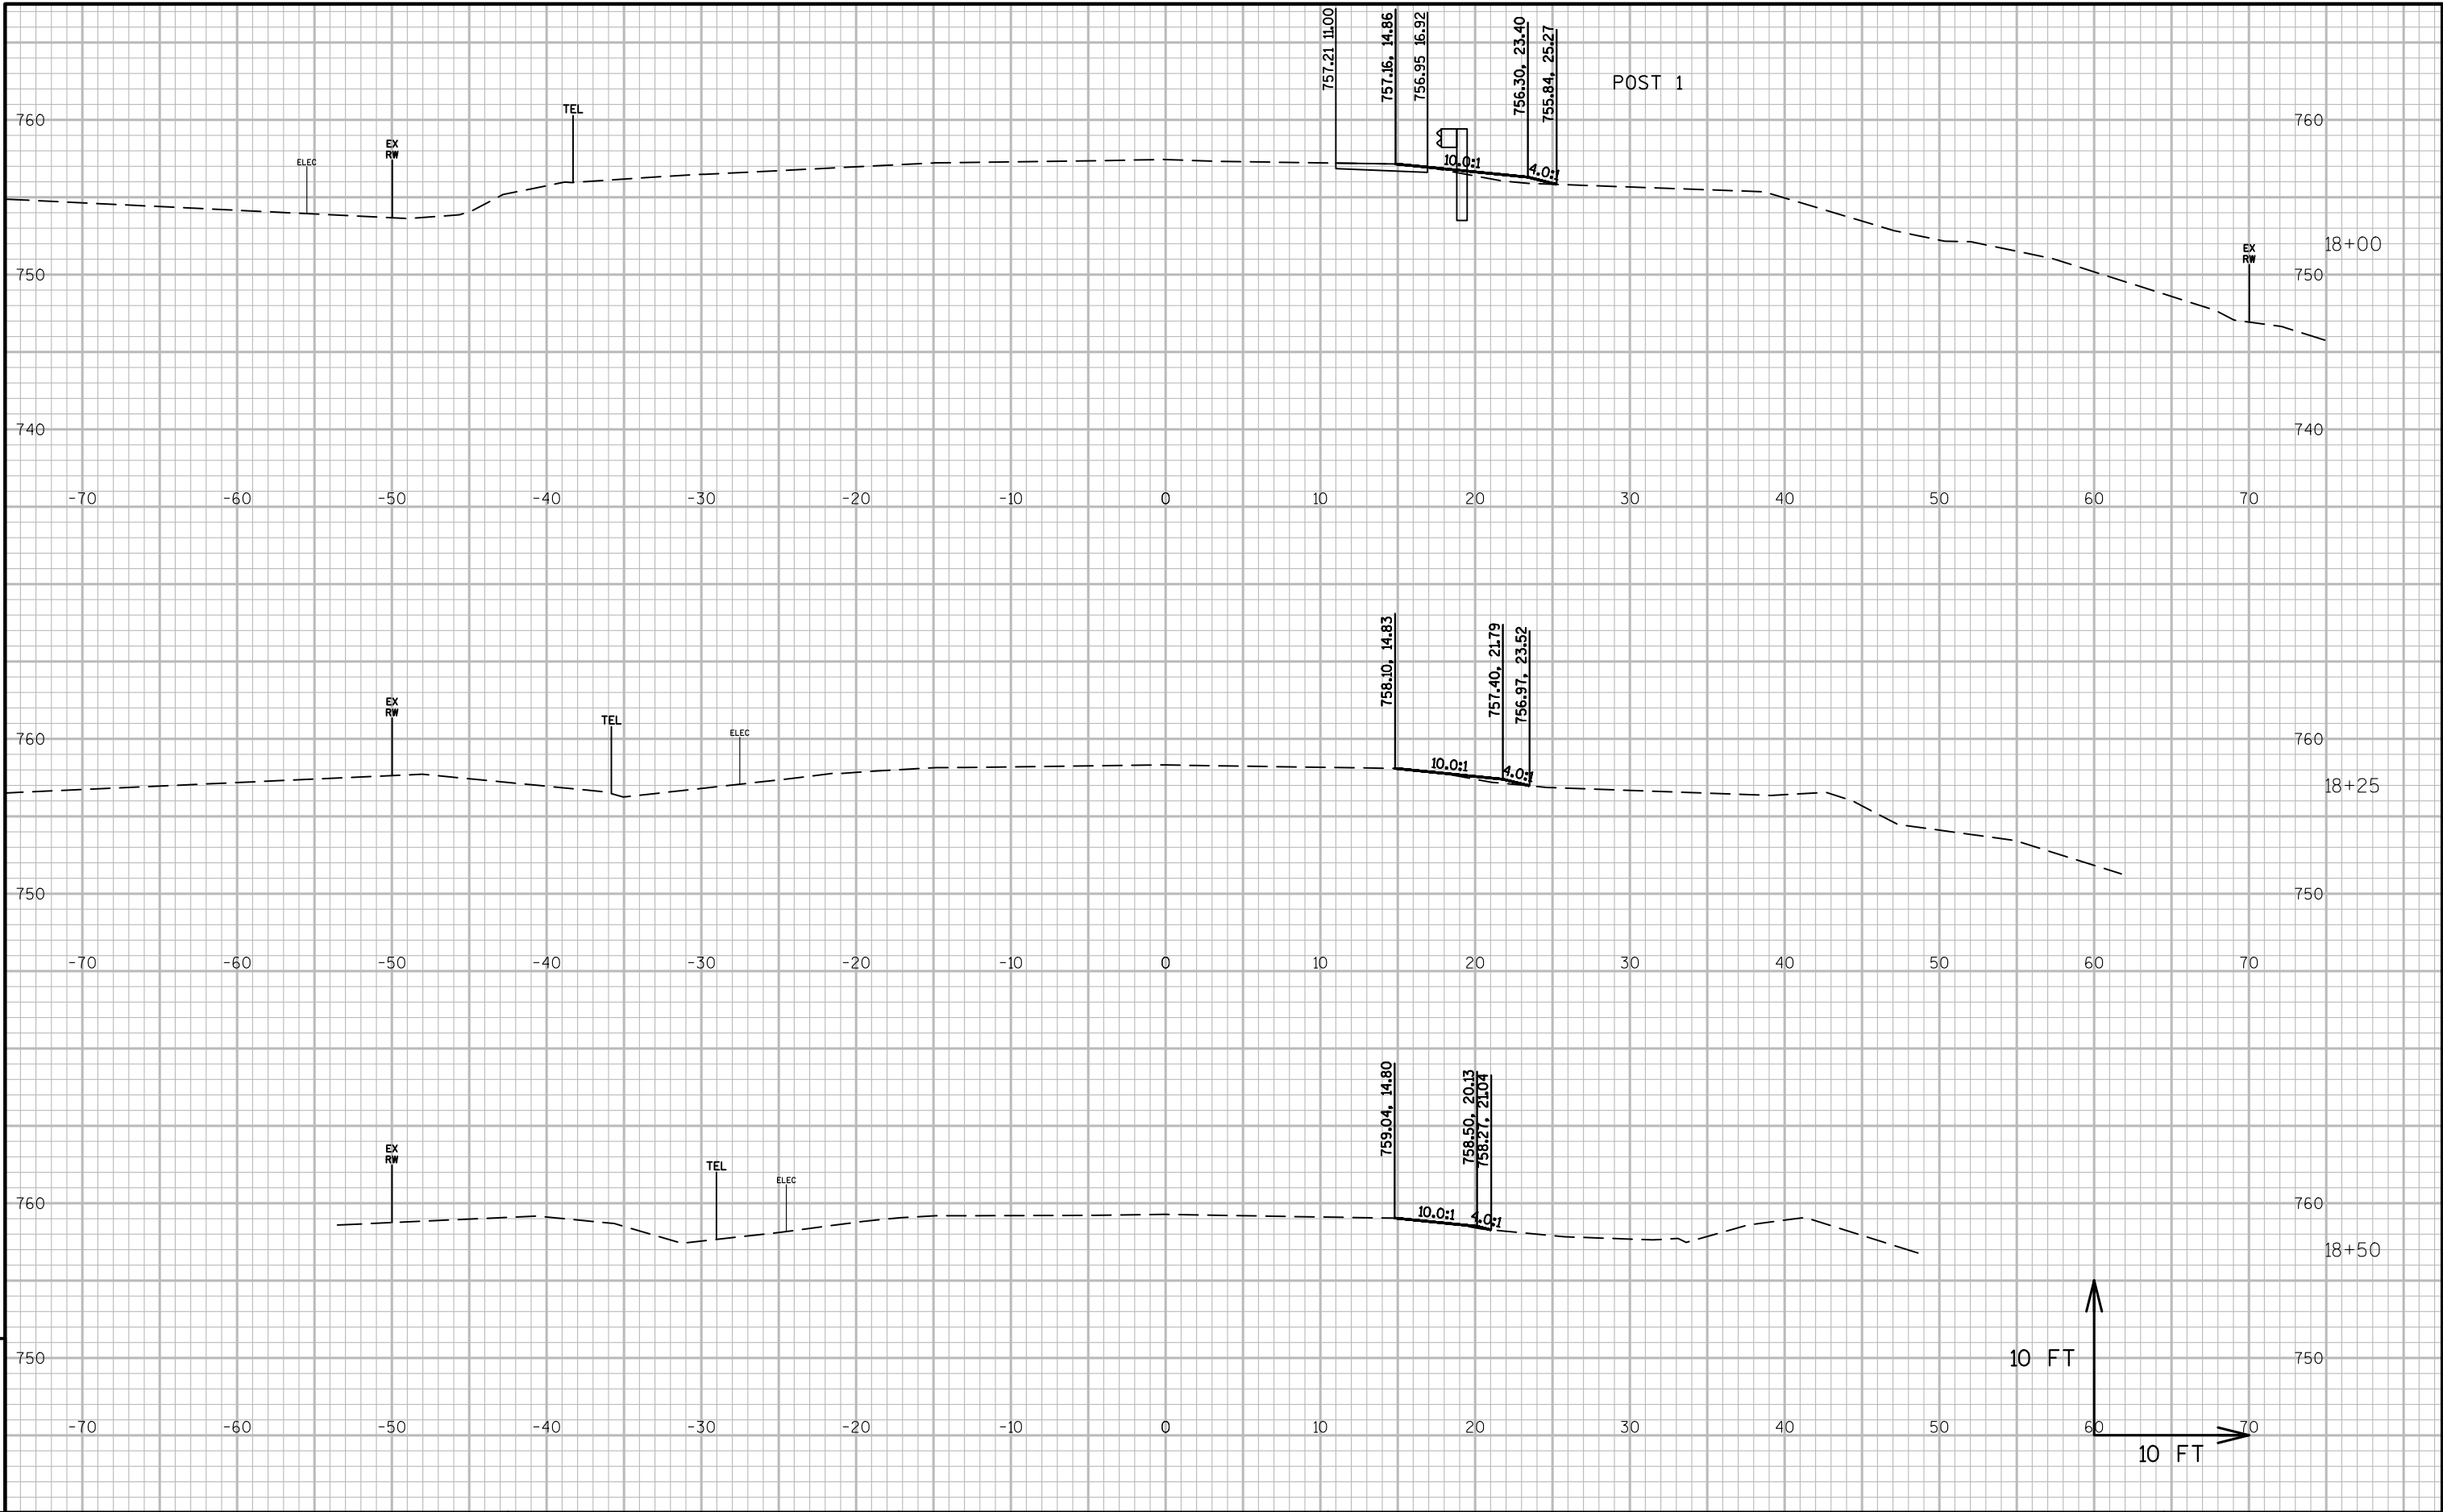 757.21 11.00
757.16, 14.86
756.95 16.92
756.30, 23.40
755.84, 25.27
POST 1
760
TEL
760
EX
RW
ELEC
10.0:1
4.0:1
18+00
EX
RW
750
750
740
740
-70 -60 -50 -40 -30 -20 -10 0 10 20 30 40 50 60 70
758.10, 14.83
757.40, 21.79
756.97, 23.52
EX
RW
TEL
ELEC
760
760
10.0:1
4.0:1
18+25
750
750
-70 -60 -50 -40 -30 -20 -10 0 10 20 30 40 50 60 70
759.04, 14.80
758.50, 20.13
758.27, 21.04
EX
RW
TEL
ELEC
760
760
10.0:1
4.0:1
18+50
750
10 FT
750
-70 -60 -50 -40 -30 -20 -10 0 10 20 30 40 50 60 70
10 FT